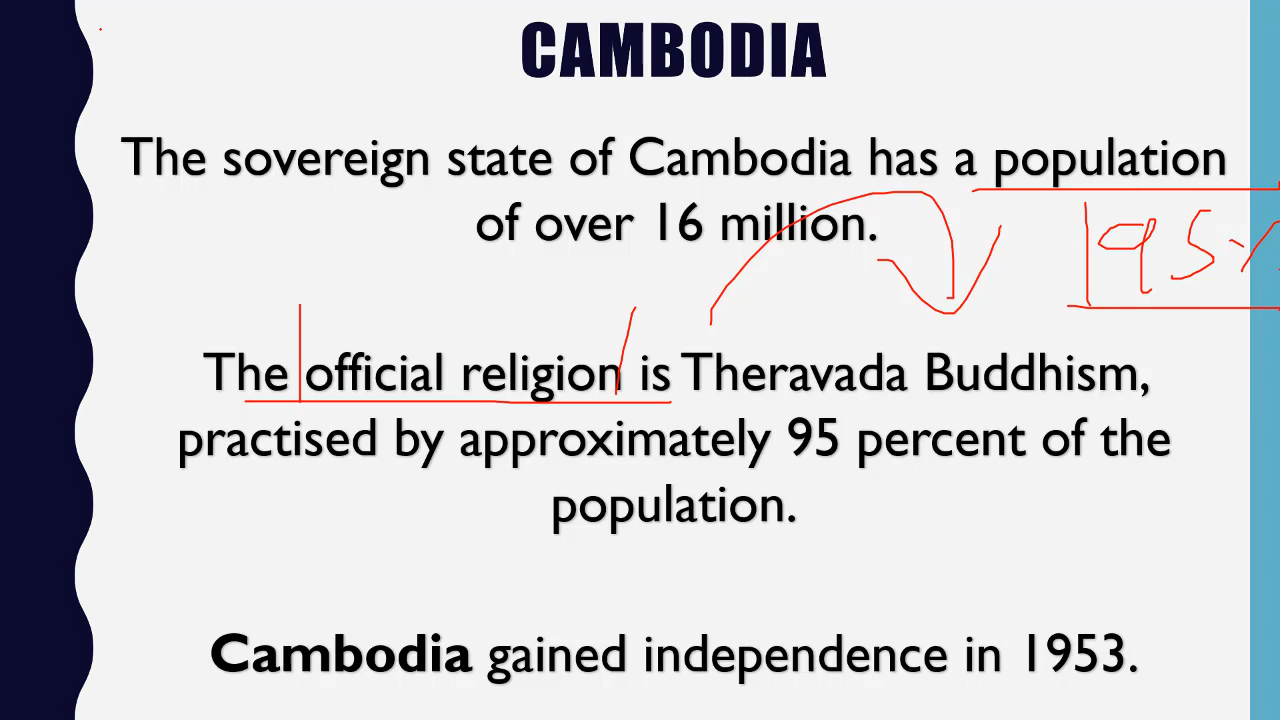 CAMBODIA
The sovereign state of Cambodia has a population
of over 16 million.
95%
The official religion is Theravada Buddhism,
practised by approximately 95 percent of the
population.
Cambodia gained independence in 1953.